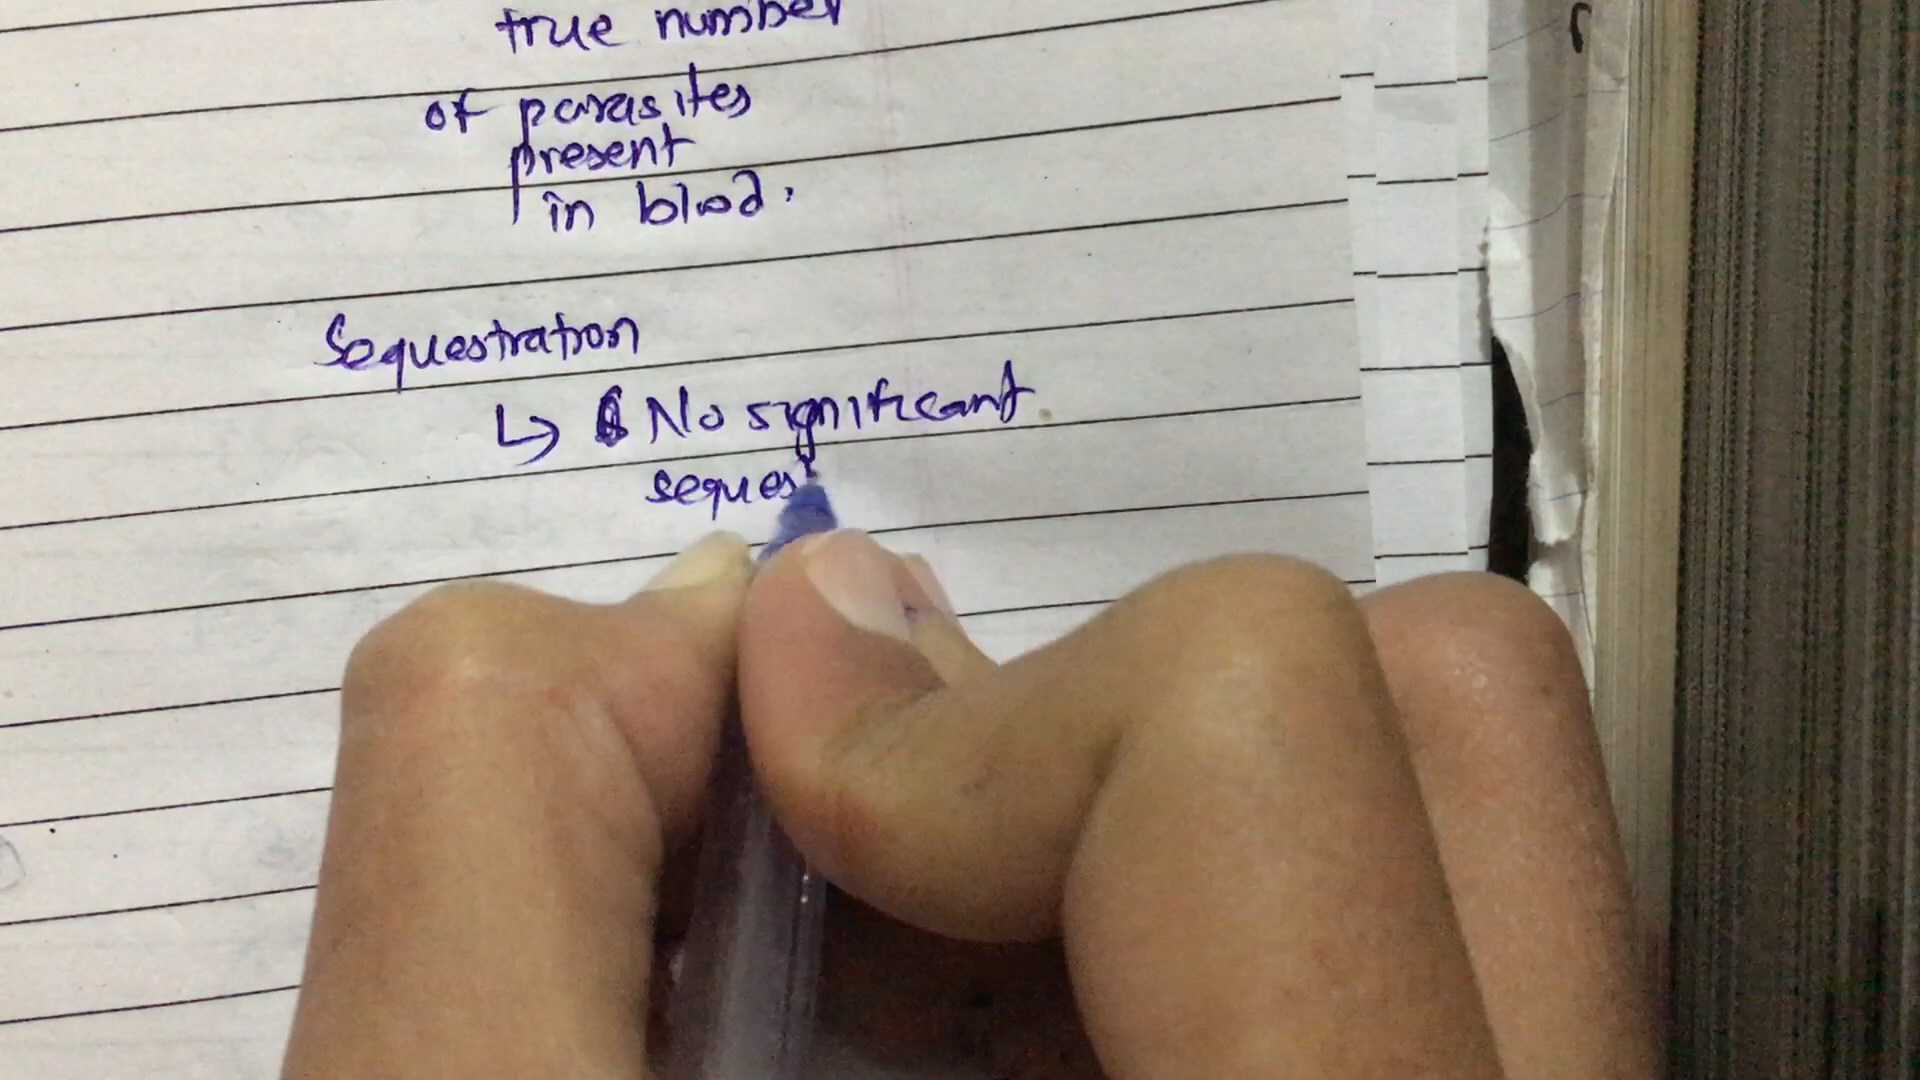 true number
of parasites
present
in blood.
Sequestration
↳ No significant
seques